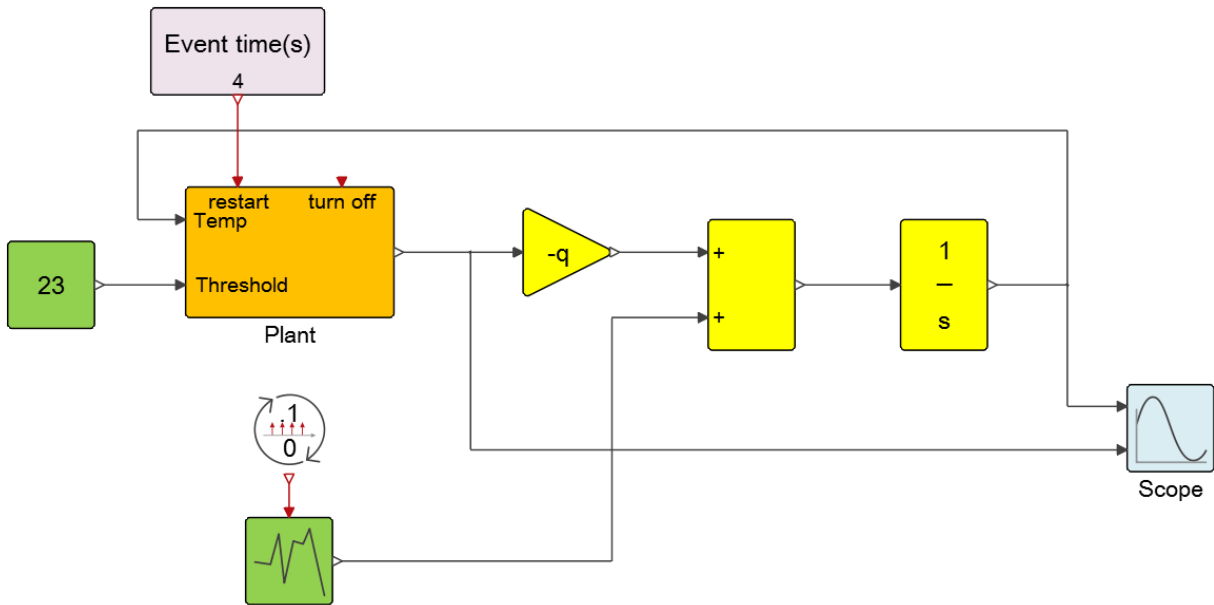 Event time(s)
4
restart
turn off
Temp
23
Threshold
Plant
-q
+
+
1
s
.1
0
Scope